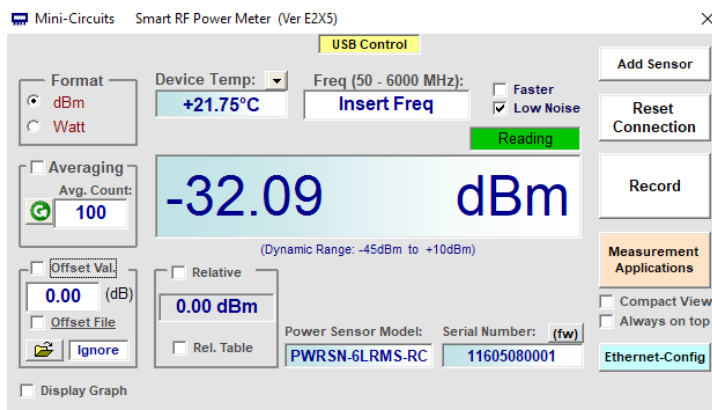 Mini-Circuits Smart RF Power Meter (Ver E2X5)
USB Control
Format
dBm
Watt
Device Temp:
+21.75°C
Freq (50 - 6000 MHz):
Insert Freq
Faster
Low Noise
Reading
Add Sensor
Reset
Connection
Averaging
Avg. Count:
100
-32.09 dBm
(Dynamic Range: -45dBm to +10dBm)
Record
Measurement
Applications
Offset Val.
0.00 (dB)
Offset File
Ignore
Relative
0.00 dBm
Rel. Table
Power Sensor Model:
PWRSN-6LRMS-RC
Serial Number: (fw)
11605080001
Compact View
Always on top
Ethernet-Config
Display Graph